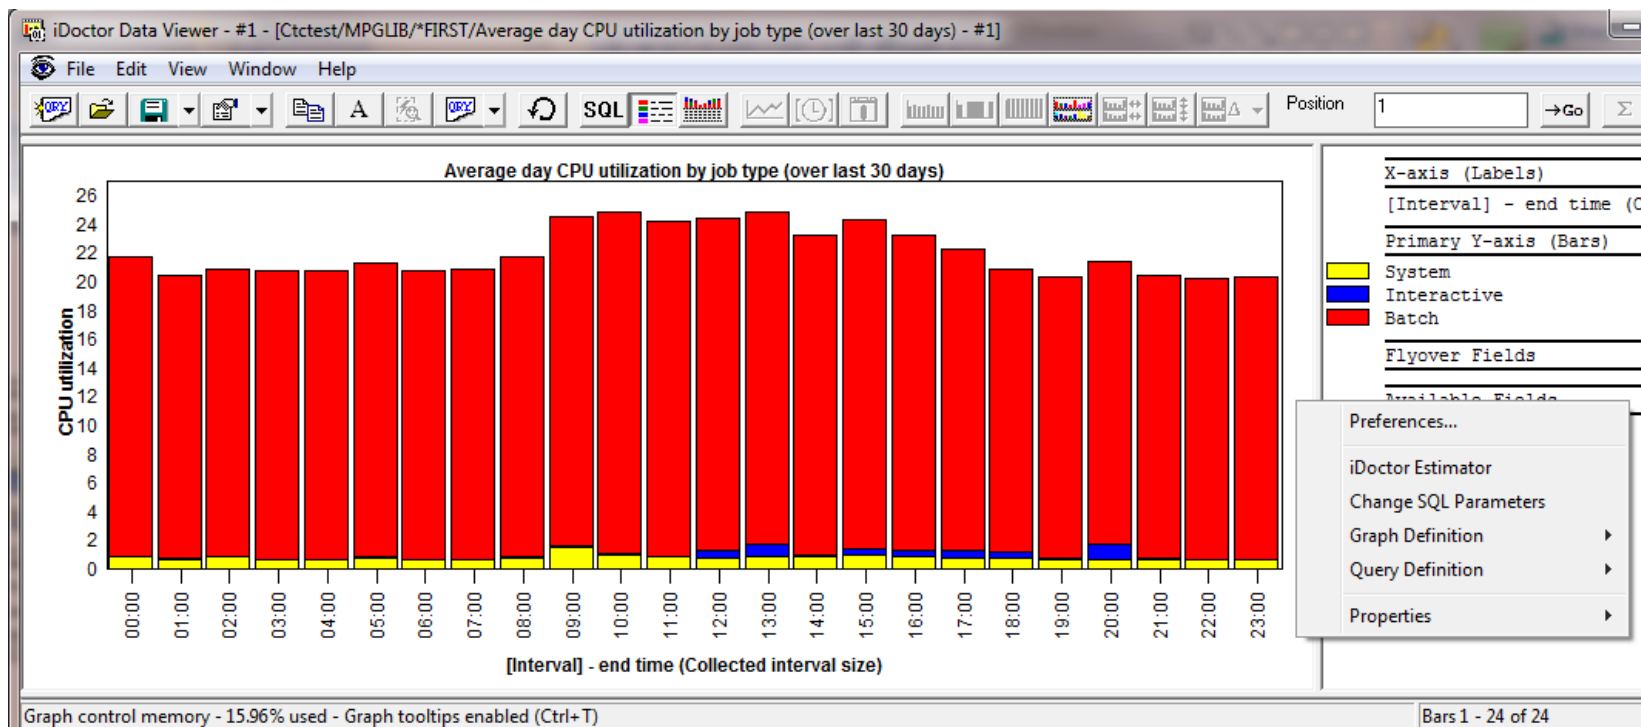 iDoctor Data Viewer - #1 - [Ctctest/MPGLIB/*FIRST/Average day CPU utilization by job type (over last 30 days) - #1]
File Edit View Window Help
QRY A QRY SQL Position 1 →Go Σ
Average day CPU utilization by job type (over last 30 days)
26
24
22
20
18
16
14
12
10
8
6
4
2
0
CPU utilization
00:00 01:00 02:00 03:00 04:00 05:00 06:00 07:00 08:00 09:00 10:00 11:00 12:00 13:00 14:00 15:00 16:00 17:00 18:00 19:00 20:00 21:00 22:00 23:00
[Interval] - end time (Collected interval size)
X-axis (Labels)
[Interval] - end time (C
Primary Y-axis (Bars)
System
Interactive
Batch
Flyover Fields
Available Fields
Preferences...
iDoctor Estimator
Change SQL Parameters
Graph Definition
Query Definition
Properties
Graph control memory - 15.96% used - Graph tooltips enabled (Ctrl+T)
Bars 1 - 24 of 24